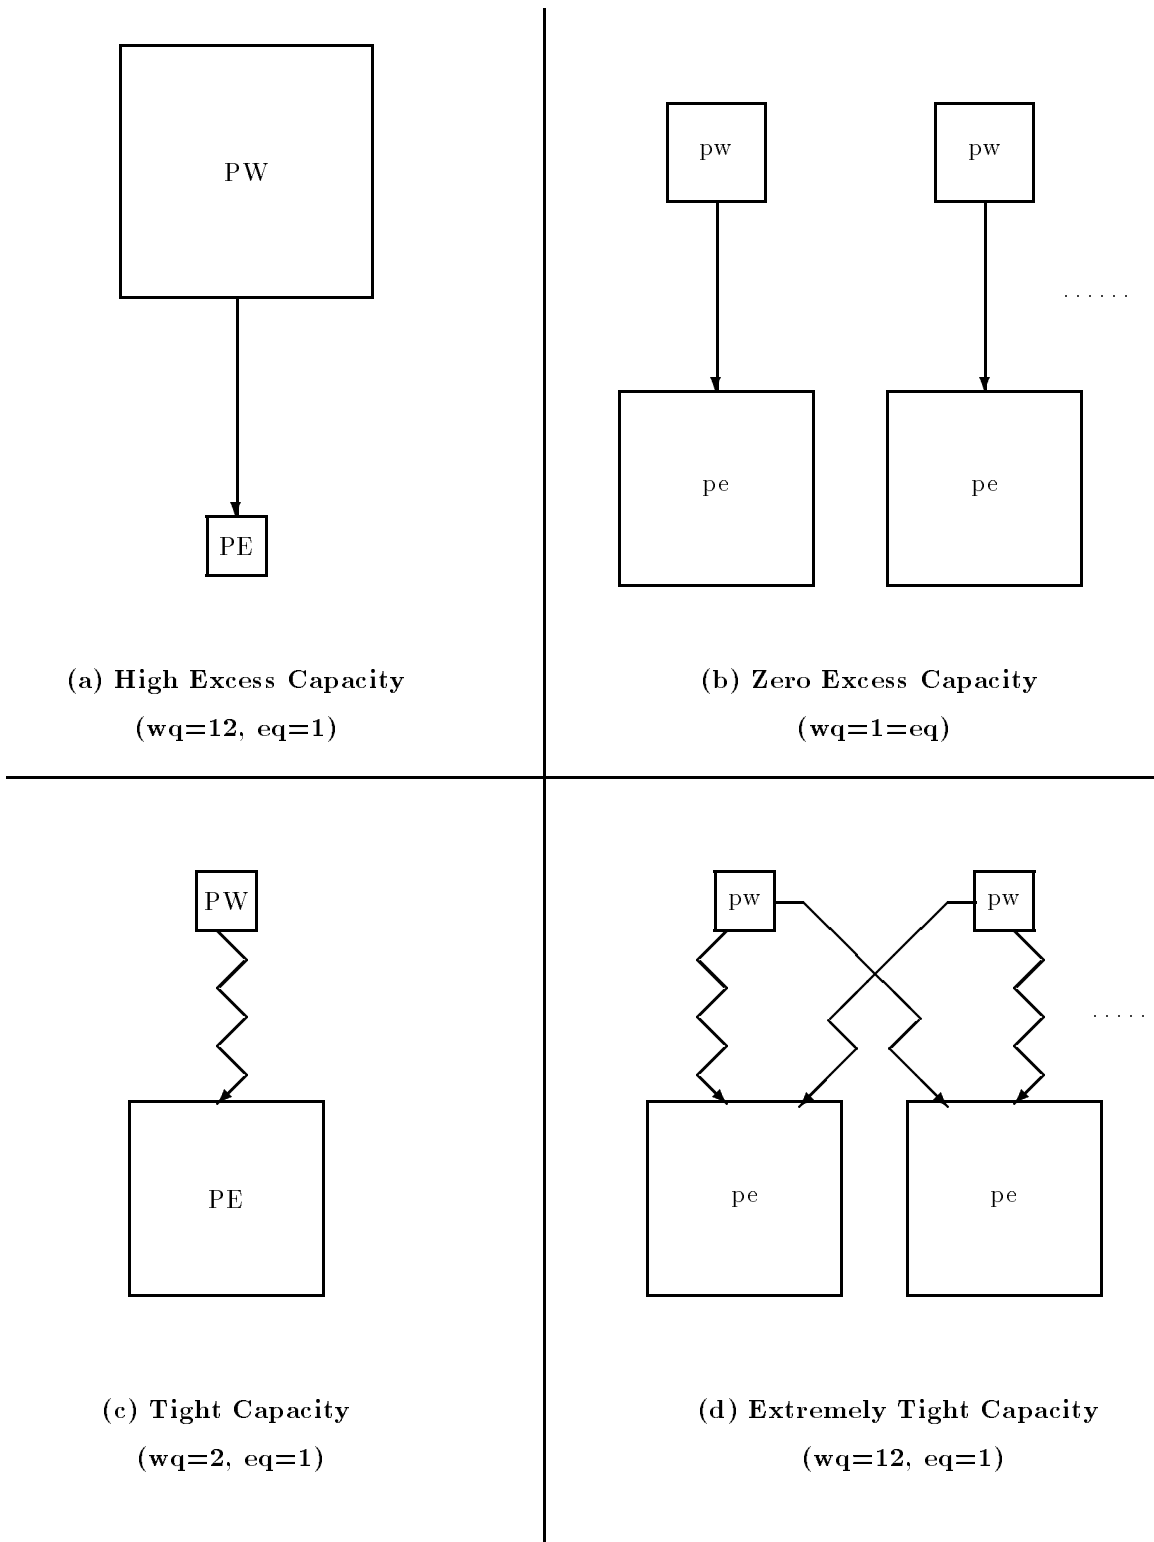 PW
PE
(a) High Excess Capacity
(wq=12, eq=1)
pw pw
......
pe pe
(b) Zero Excess Capacity
(wq=1=eq)
PW
PE
(c) Tight Capacity
(wq=2, eq=1)
pw pw
.....
pe pe
(d) Extremely Tight Capacity
(wq=12, eq=1)